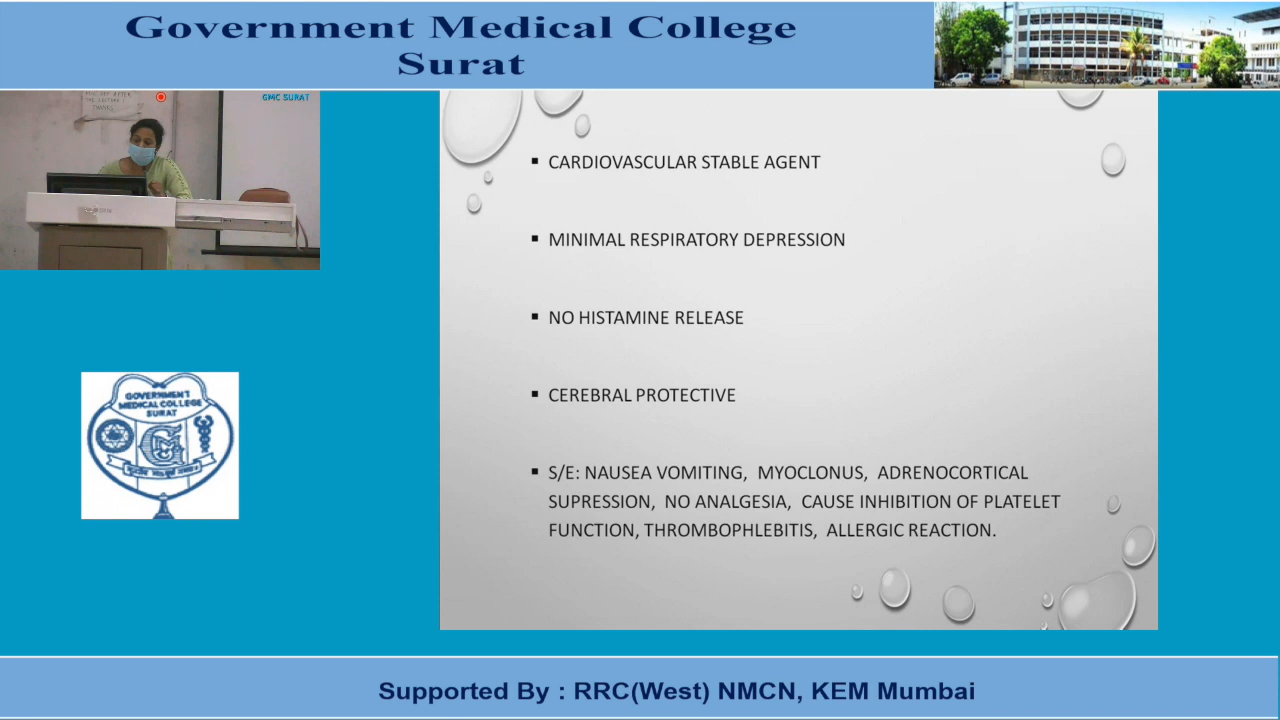 Government Medical College
Surat
THANKS
GMC SURAT
▪ CARDIOVASCULAR STABLE AGENT
▪ MINIMAL RESPIRATORY DEPRESSION
▪ NO HISTAMINE RELEASE
▪ CEREBRAL PROTECTIVE
▪ S/E: NAUSEA VOMITING, MYOCLONUS, ADRENOCORTICAL
SUPRESSION, NO ANALGESIA, CAUSE INHIBITION OF PLATELET
FUNCTION, THROMBOPHLEBITIS, ALLERGIC REACTION.
GOVERNMENT
MEDICAL COLLEGE
SURAT
Supported By : RRC(West) NMCN, KEM Mumbai